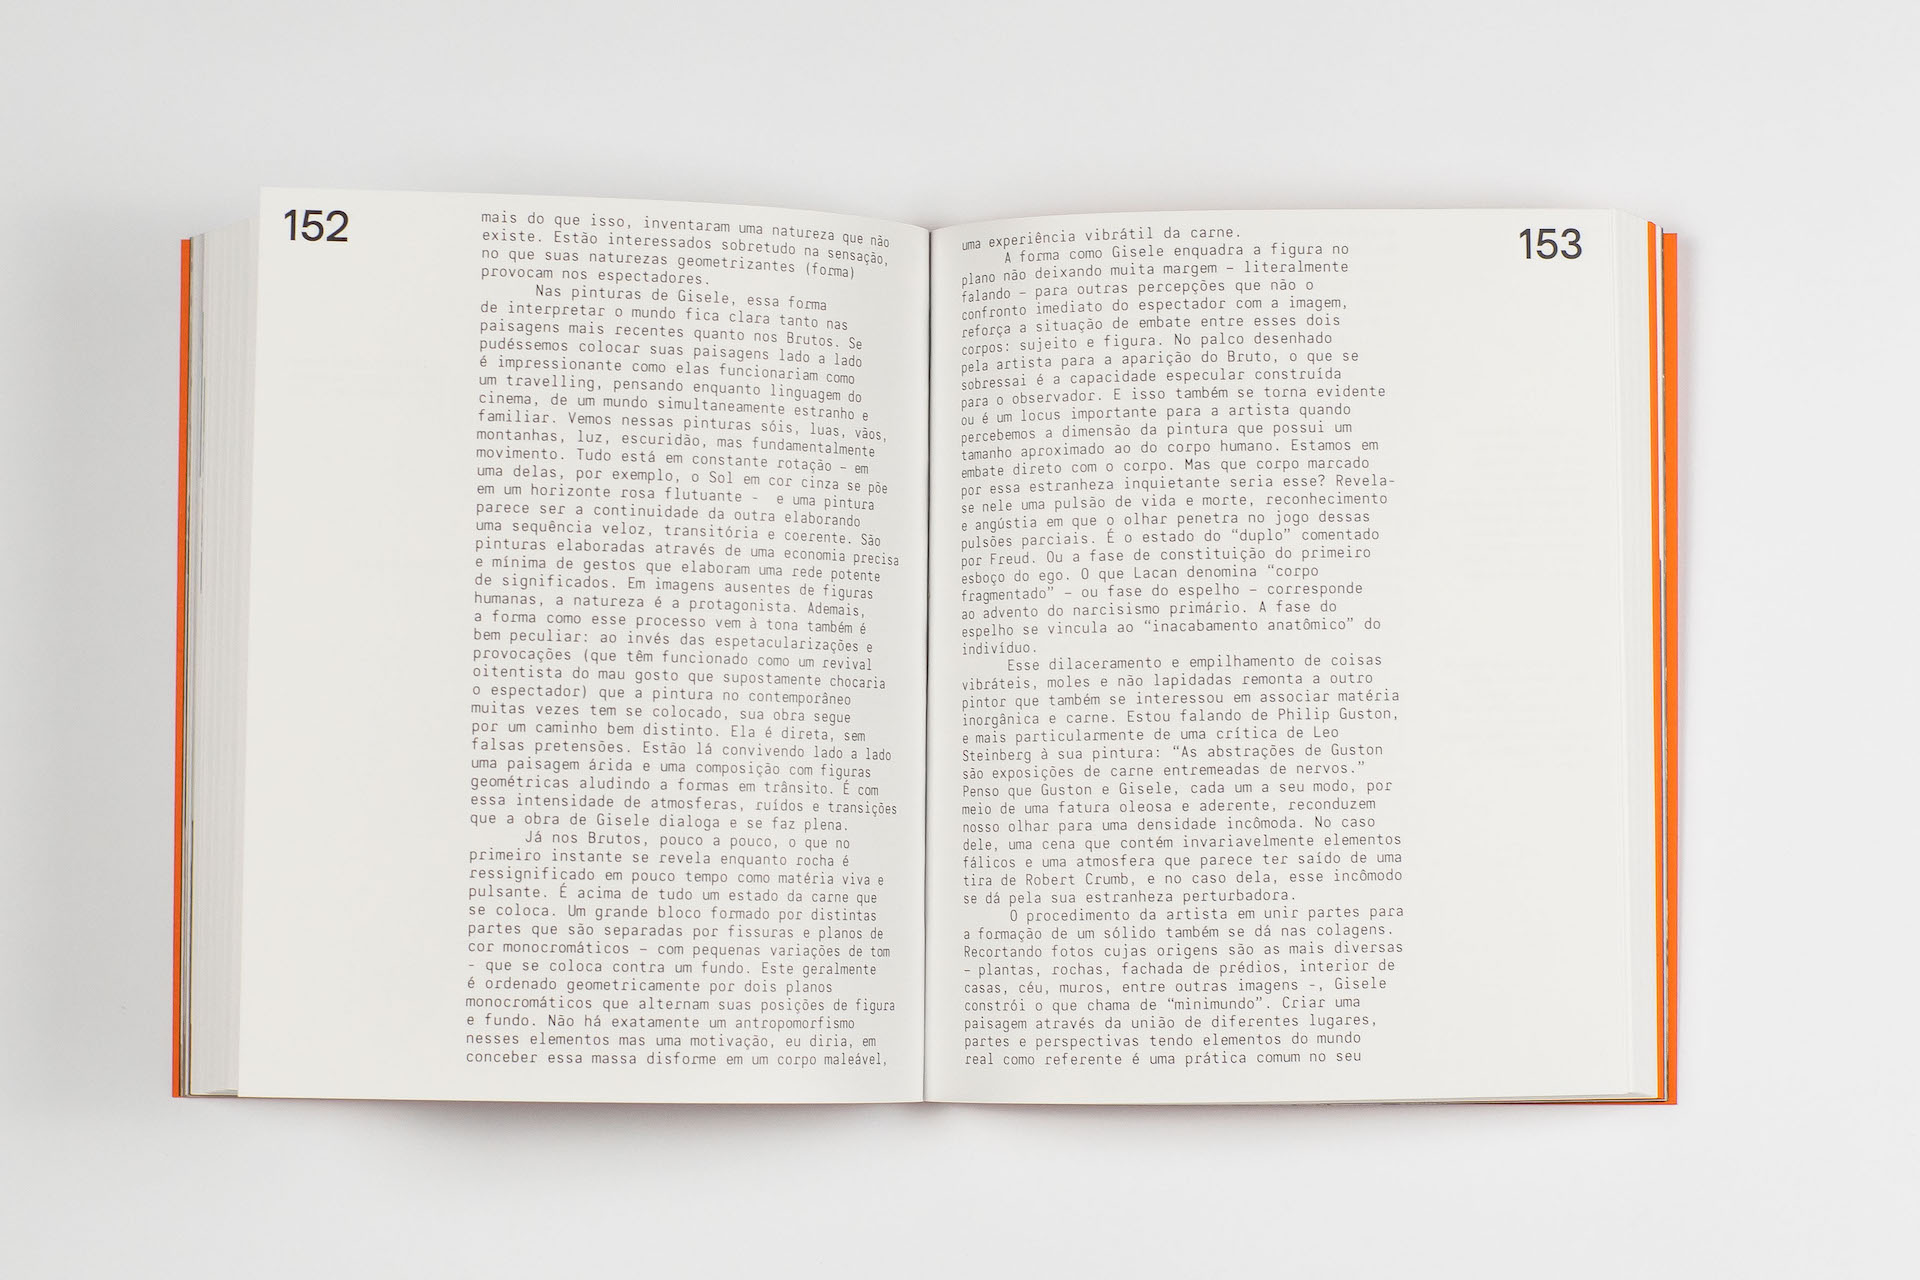 152
mais do que isso, inventaram uma natureza que não
existe. Estão interessados sobretudo na sensação,
no que suas naturezas geometrizantes (forma)
provocam nos espectadores.
Nas pinturas de Gisele, essa forma
de interpretar o mundo fica clara tanto nas
paisagens mais recentes quanto nos Brutos. Se
pudéssemos colocar suas paisagens lado a lado
é impressionante como elas funcionariam como
um travelling, pensando enquanto linguagem do
cinema, de um mundo simultaneamente estranho e
familiar. Vemos nessas pinturas sóis, luas, vãos,
montanhas, luz, escuridão, mas fundamentalmente
movimento. Tudo está em constante rotação – em
uma delas, por exemplo, o Sol em cor cinza se põe
em um horizonte rosa flutuante - e uma pintura
parece ser a continuidade da outra elaborando
uma sequência veloz, transitória e coerente. São
pinturas elaboradas através de uma economia precisa
e mínima de gestos que elaboram uma rede potente
de significados. Em imagens ausentes de figuras
humanas, a natureza é a protagonista. Ademais,
a forma como esse processo vem à tona também é
bem peculiar: ao invés das espetacularizações e
provocações (que têm funcionado como um revival
oitentista do mau gosto que supostamente chocaria
o espectador) que a pintura no contemporâneo
muitas vezes tem se colocado, sua obra segue
por um caminho bem distinto. Ela é direta, sem
falsas pretensões. Estão lá convivendo lado a lado
uma paisagem árida e uma composição com figuras
geométricas aludindo a formas em trânsito. É com
essa intensidade de atmosferas, ruídos e transições
que a obra de Gisele dialoga e se faz plena.
Já nos Brutos, pouco a pouco, o que no
primeiro instante se revela enquanto rocha é
ressignificado em pouco tempo como matéria viva e
pulsante. É acima de tudo um estado da carne que
se coloca. Um grande bloco formado por distintas
partes que são separadas por fissuras e planos de
cor monocromáticos – com pequenas variações de tom
- que se coloca contra um fundo. Este geralmente
é ordenado geometricamente por dois planos
monocromáticos que alternam suas posições de figura
e fundo. Não há exatamente um antropomorfismo
nesses elementos mas uma motivação, eu diria, em
conceber essa massa disforme em um corpo maleável,
153
uma experiência vibrátil da carne.
A forma como Gisele enquadra a figura no
plano não deixando muita margem – literalmente
falando – para outras percepções que não o
confronto imediato do espectador com a imagem,
reforça a situação de embate entre esses dois
corpos: sujeito e figura. No palco desenhado
pela artista para a aparição do Bruto, o que se
sobressai é a capacidade especular construída
para o observador. E isso também se torna evidente
ou é um locus importante para a artista quando
percebemos a dimensão da pintura que possui um
tamanho aproximado ao do corpo humano. Estamos em
embate direto com o corpo. Mas que corpo marcado
por essa estranheza inquietante seria esse? Revela-
se nele uma pulsão de vida e morte, reconhecimento
e angústia em que o olhar penetra no jogo dessas
pulsões parciais. É o estado do “duplo” comentado
por Freud. Ou a fase de constituição do primeiro
esboço do ego. O que Lacan denomina “corpo
fragmentado” – ou fase do espelho – corresponde
ao advento do narcisismo primário. A fase do
espelho se vincula ao “inacabamento anatômico” do
indivíduo.
Esse dilaceramento e empilhamento de coisas
vibráteis, moles e não lapidadas remonta a outro
pintor que também se interessou em associar matéria
inorgânica e carne. Estou falando de Philip Guston,
e mais particularmente de uma crítica de Leo
Steinberg à sua pintura: “As abstrações de Guston
são exposições de carne entremeadas de nervos.”
Penso que Guston e Gisele, cada um a seu modo, por
meio de uma fatura oleosa e aderente, reconduzem
nosso olhar para uma densidade incômoda. No caso
dele, uma cena que contém invariavelmente elementos
fálicos e uma atmosfera que parece ter saído de uma
tira de Robert Crumb, e no caso dela, esse incômodo
se dá pela sua estranheza perturbadora.
O procedimento da artista em unir partes para
a formação de um sólido também se dá nas colagens.
Recortando fotos cujas origens são as mais diversas
– plantas, rochas, fachada de prédios, interior de
casas, céu, muros, entre outras imagens -, Gisele
constrói o que chama de “minimundo”. Criar uma
paisagem através da união de diferentes lugares,
partes e perspectivas tendo elementos do mundo
real como referente é uma prática comum no seu